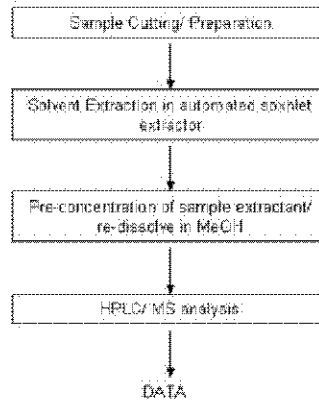 Sample Cutting/ Preparation
Solvent Extraction in automated soxhlet
extractor
Pre-concentration of sample extractant/
re-dissolve in MeOH
HPLC/ MS analysis
DATA